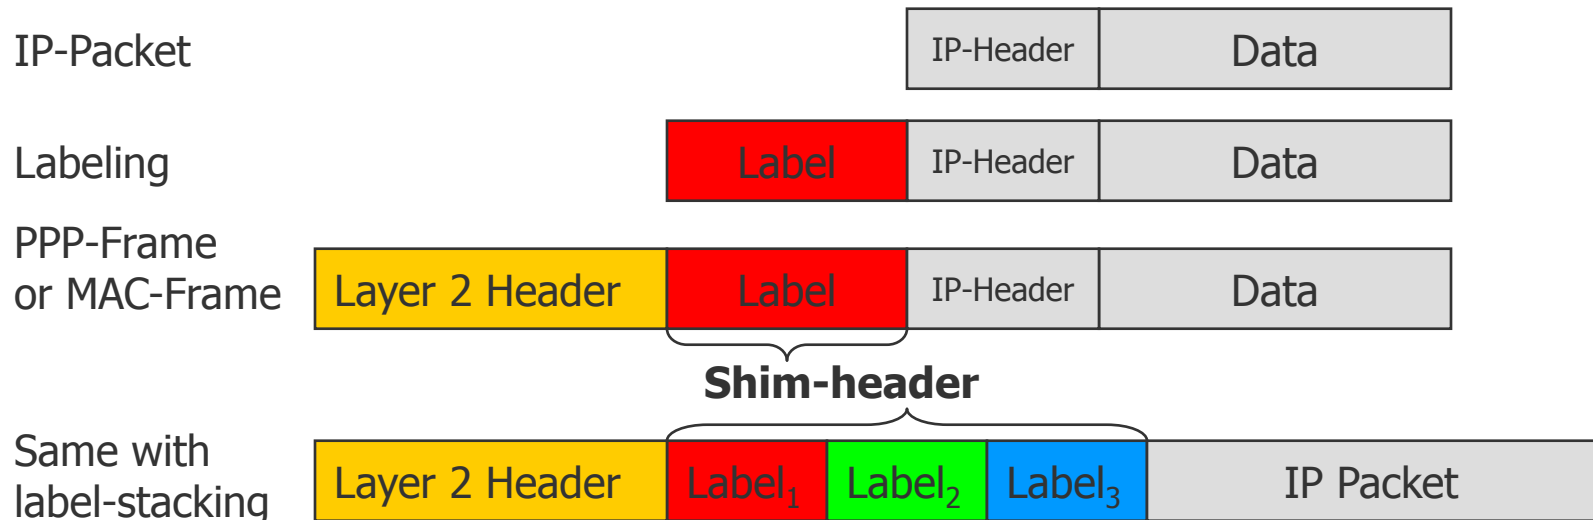 IP-Packet IP-Header Data
Labeling Label IP-Header Data
PPP-Frame
or MAC-Frame Layer 2 Header Label IP-Header Data
Shim-header
Same with
label-stacking Layer 2 Header Label₁ Label₂ Label₃ IP Packet